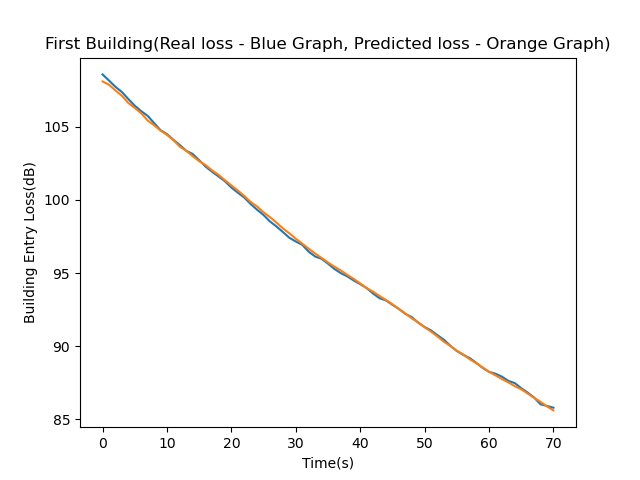 First Building(Real loss - Blue Graph, Predicted loss - Orange Graph)
105
100
95
90
85
Building Entry Loss(dB)
0 10 20 30 40 50 60 70
Time(s)